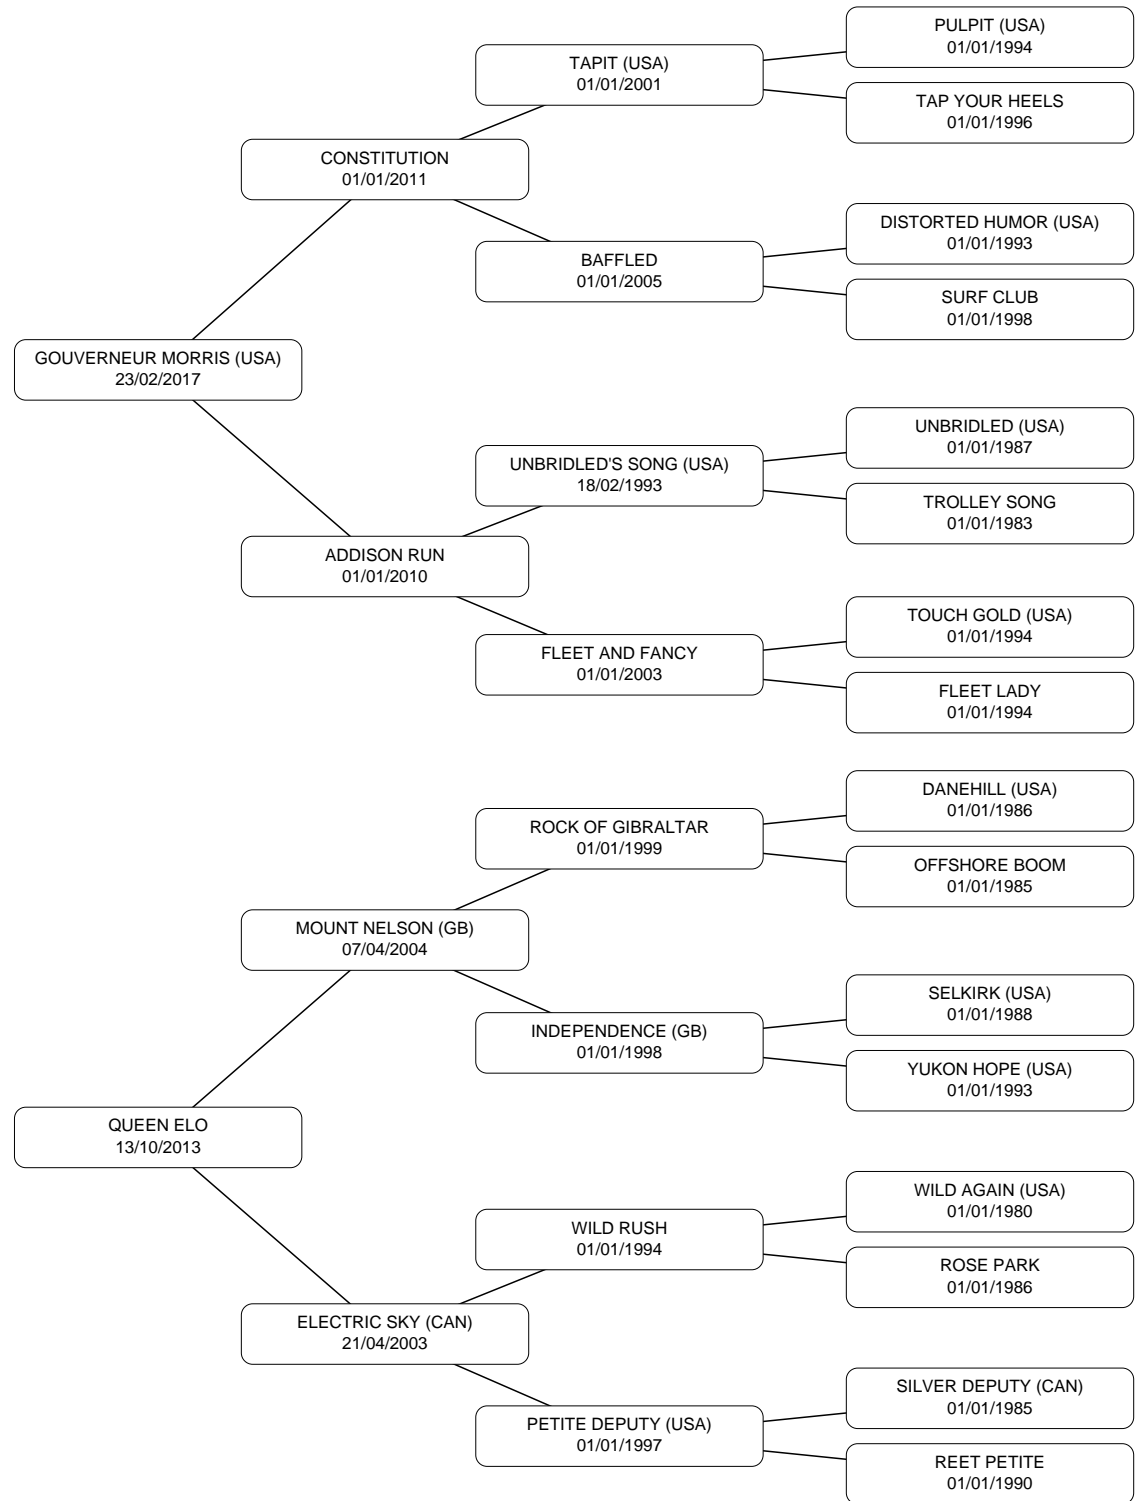 PULPIT (USA)
01/01/1994
TAPIT (USA)
01/01/2001
TAP YOUR HEELS
01/01/1996
CONSTITUTION
01/01/2011
DISTORTED HUMOR (USA)
01/01/1993
BAFFLED
01/01/2005
SURF CLUB
01/01/1998
GOUVERNEUR MORRIS (USA)
23/02/2017
UNBRIDLED (USA)
01/01/1987
UNBRIDLED'S SONG (USA)
18/02/1993
TROLLEY SONG
01/01/1983
ADDISON RUN
01/01/2010
TOUCH GOLD (USA)
01/01/1994
FLEET AND FANCY
01/01/2003
FLEET LADY
01/01/1994
DANEHILL (USA)
01/01/1986
ROCK OF GIBRALTAR
01/01/1999
OFFSHORE BOOM
01/01/1985
MOUNT NELSON (GB)
07/04/2004
SELKIRK (USA)
01/01/1988
INDEPENDENCE (GB)
01/01/1998
YUKON HOPE (USA)
01/01/1993
QUEEN ELO
13/10/2013
WILD AGAIN (USA)
01/01/1980
WILD RUSH
01/01/1994
ROSE PARK
01/01/1986
ELECTRIC SKY (CAN)
21/04/2003
SILVER DEPUTY (CAN)
01/01/1985
PETITE DEPUTY (USA)
01/01/1997
REET PETITE
01/01/1990